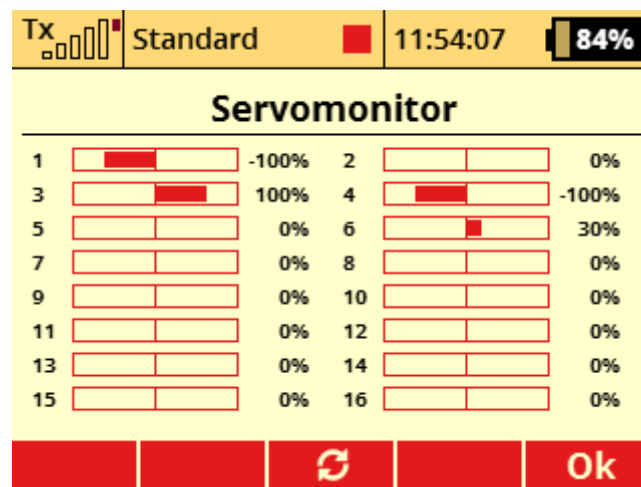 Tx Standard 11:54:07 84%
Servomonitor
1 -100% 2 0%
3 100% 4 -100%
5 0% 6 30%
7 0% 8 0%
9 0% 10 0%
11 0% 12 0%
13 0% 14 0%
15 0% 16 0%
Ok